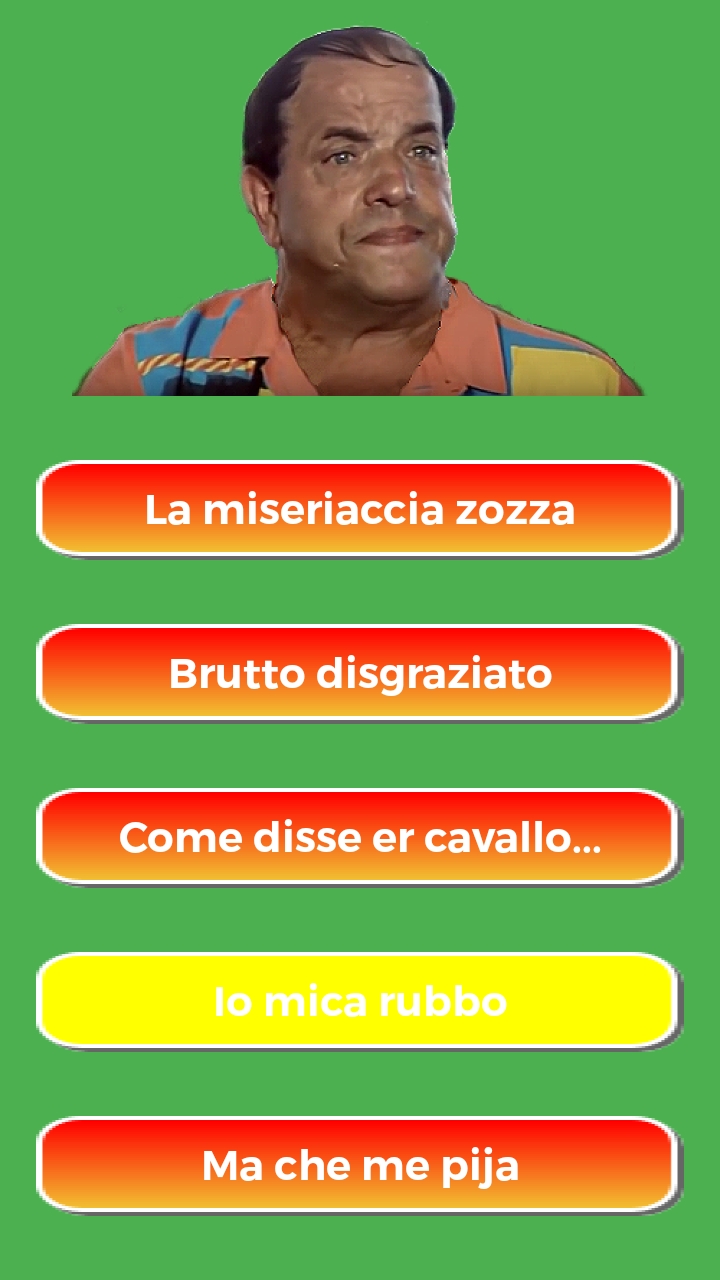 La miseriaccia zozza
Brutto disgraziato
Come disse er cavallo...
Io mica rubbo
Ma che me pija